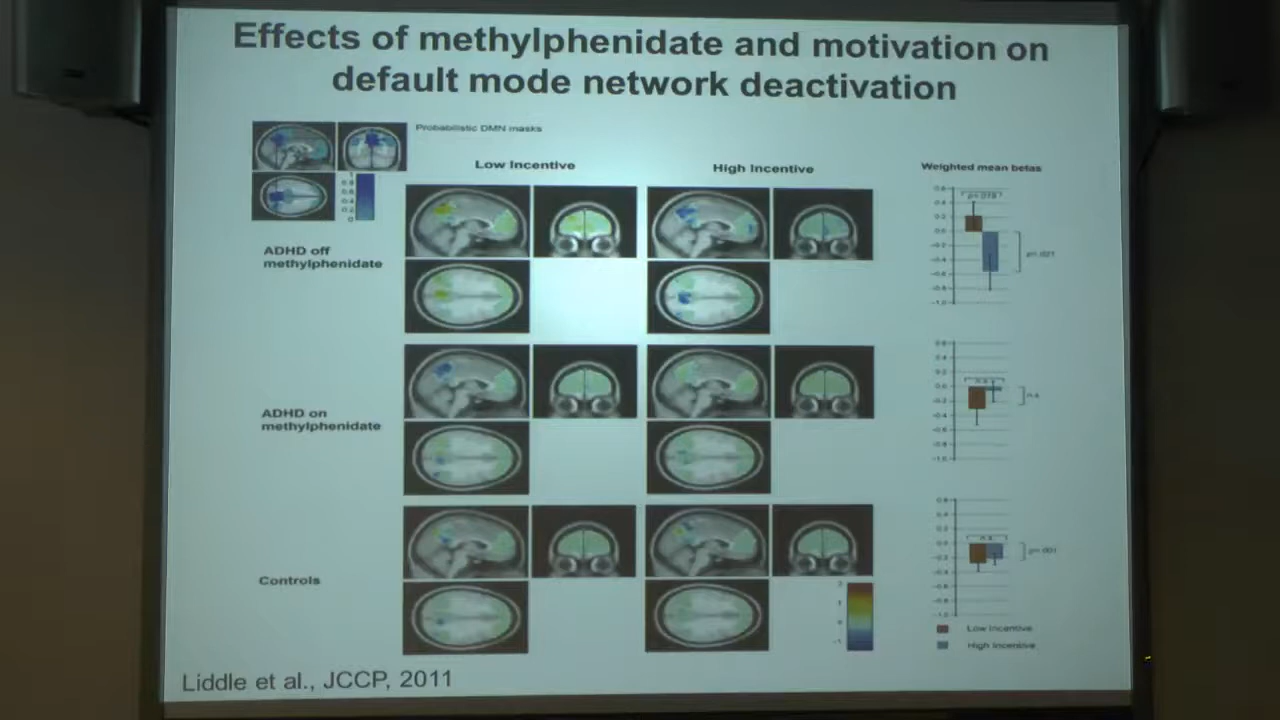 Effects of methylphenidate and motivation on
default mode network deactivation
Probabilistic DMN masks
Low Incentive
High Incentive
Weighted mean betas
ADHD off
methylphenidate
ADHD on
methylphenidate
Controls
Low Incentive
High Incentive
Liddle et al., JCCP, 2011